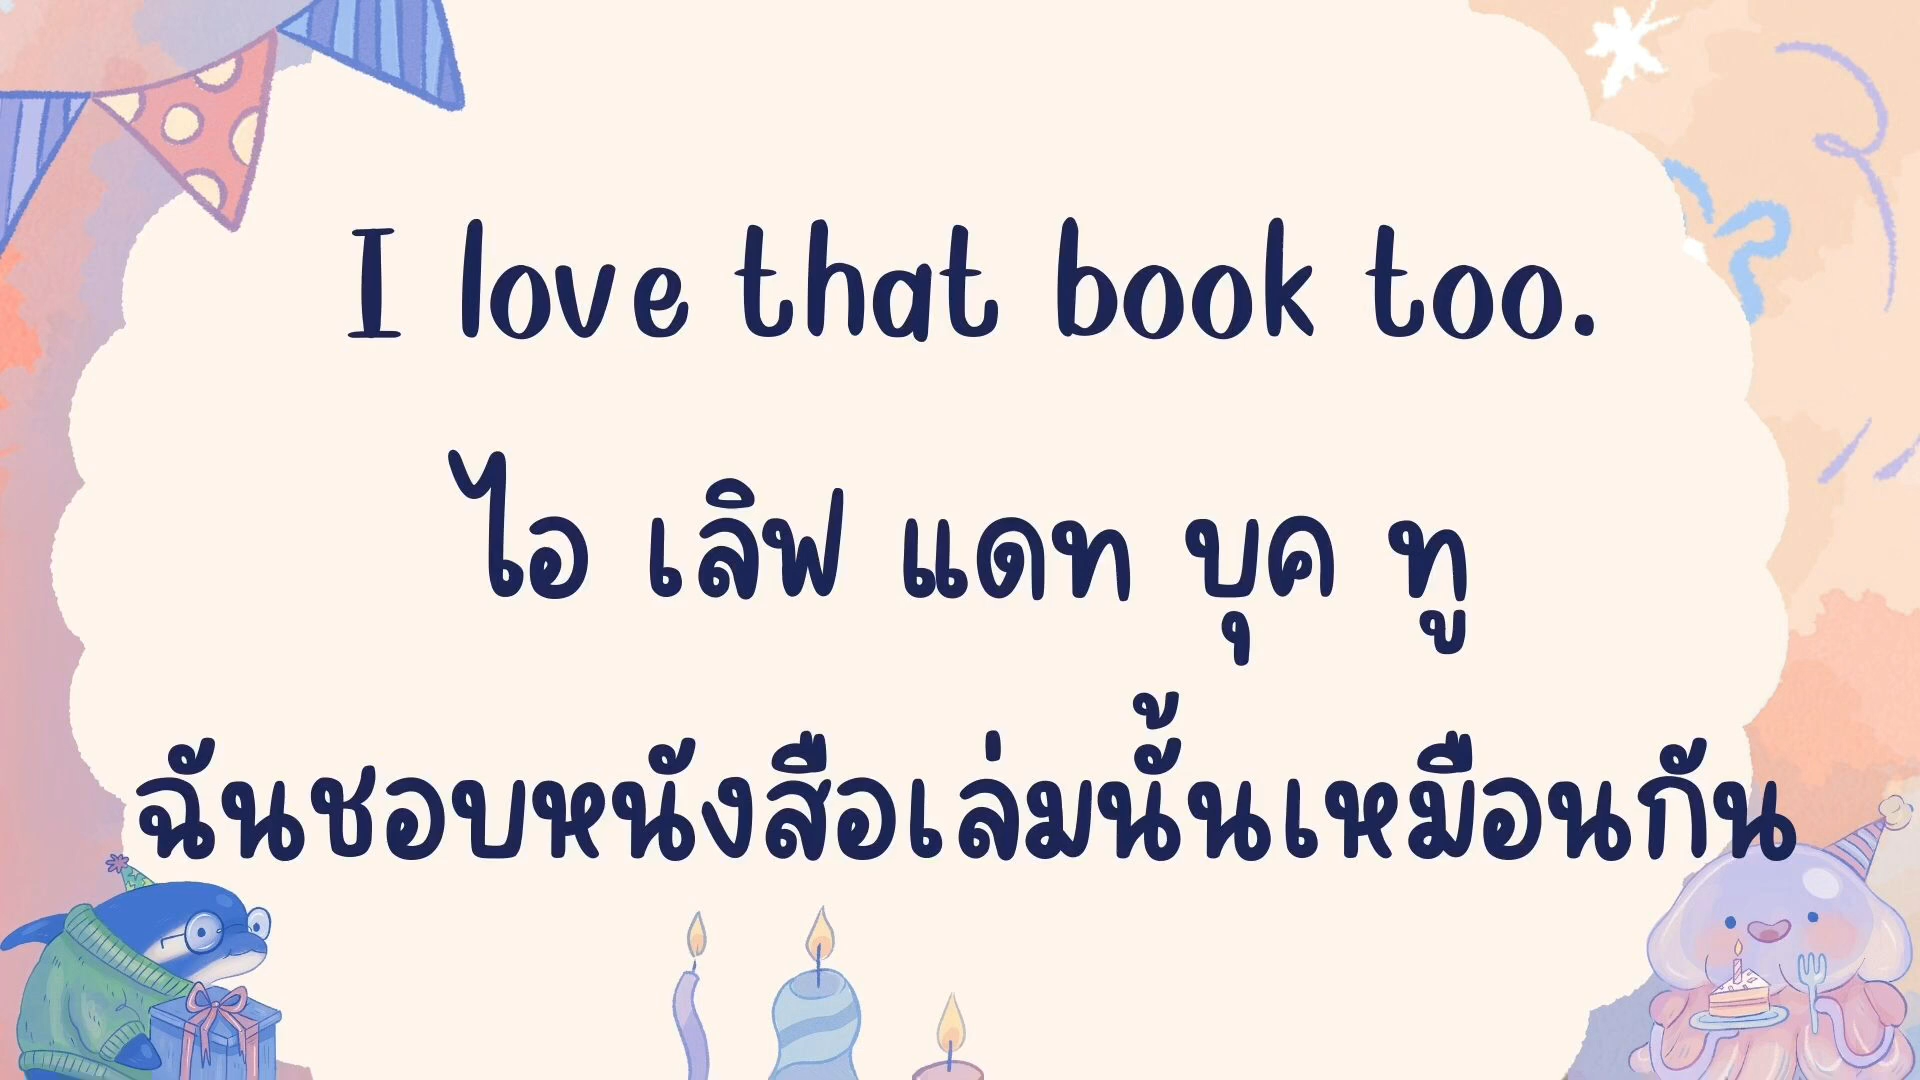 I love that book too.
ไอ เลิฟ แดท บุค ทู
ฉันชอบหนังสือเล่มนั้นเหมือนกัน